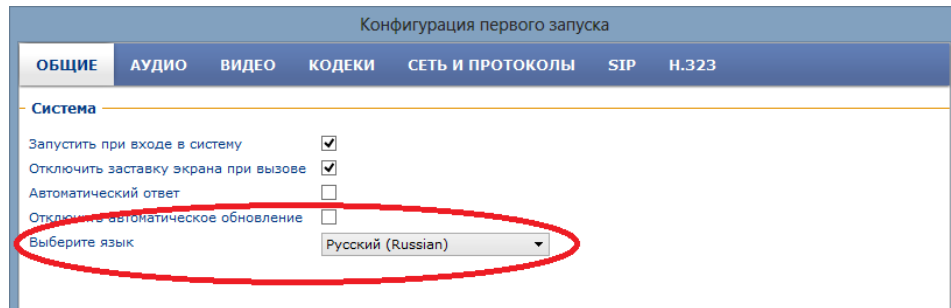 Конфигурация первого запуска
ОБЩИЕ АУДИО ВИДЕО КОДЕКИ СЕТЬ И ПРОТОКОЛЫ SIP H.323
Система
Запустить при входе в систему
Отключить заставку экрана при вызове
Автоматический ответ
Отключить автоматическое обновление
Выберите язык Русский (Russian)